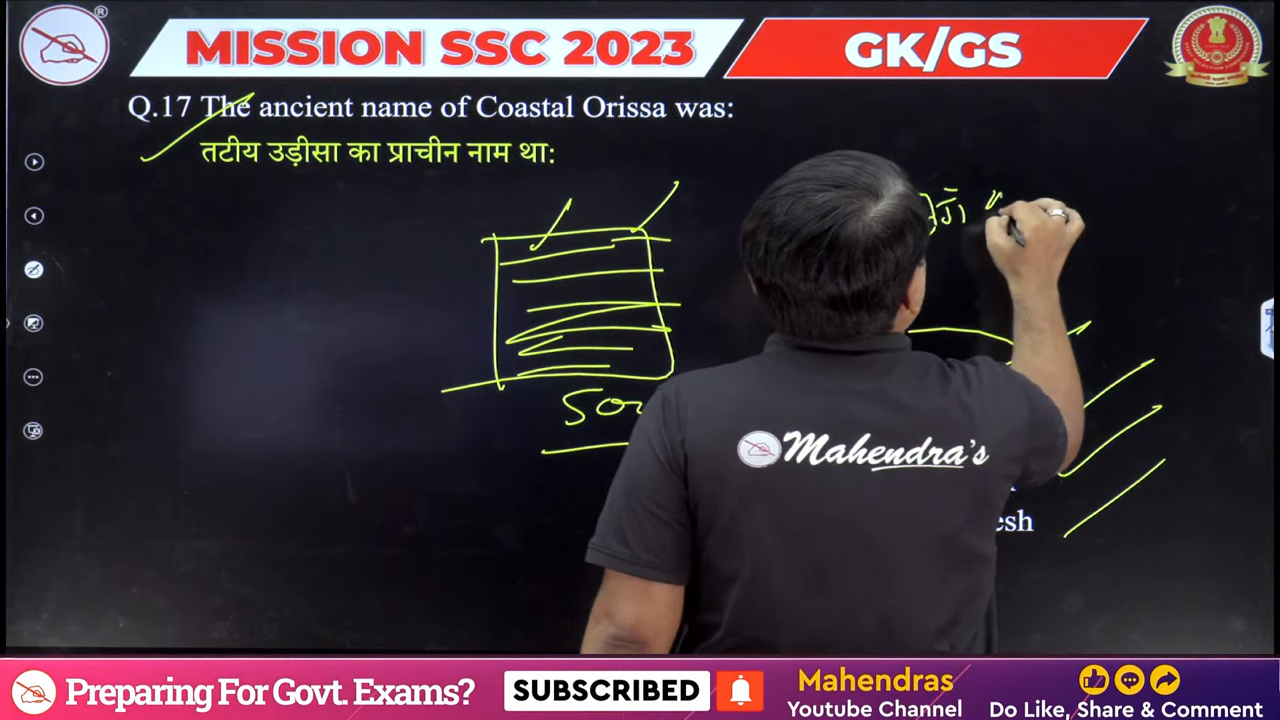 MISSION SSC 2023
GK/GS
Q.17 The ancient name of Coastal Orissa was:
तटीय उड़ीसा का प्राचीन नाम था:
esh
Mahendra's
Preparing For Govt. Exams?
SUBSCRIBED
Mahendras
Youtube Channel
Do Like, Share & Comment